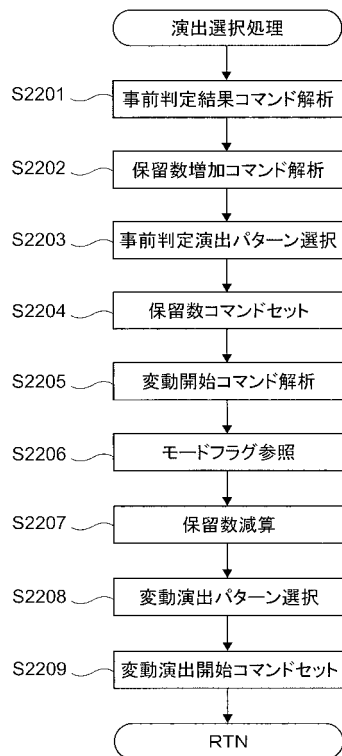 演出選択処理
S2201 事前判定結果コマンド解析
S2202 保留数増加コマンド解析
S2203 事前判定演出パターン選択
S2204 保留数コマンドセット
S2205 変動開始コマンド解析
S2206 モードフラグ参照
S2207 保留数減算
S2208 変動演出パターン選択
S2209 変動演出開始コマンドセット
RTN